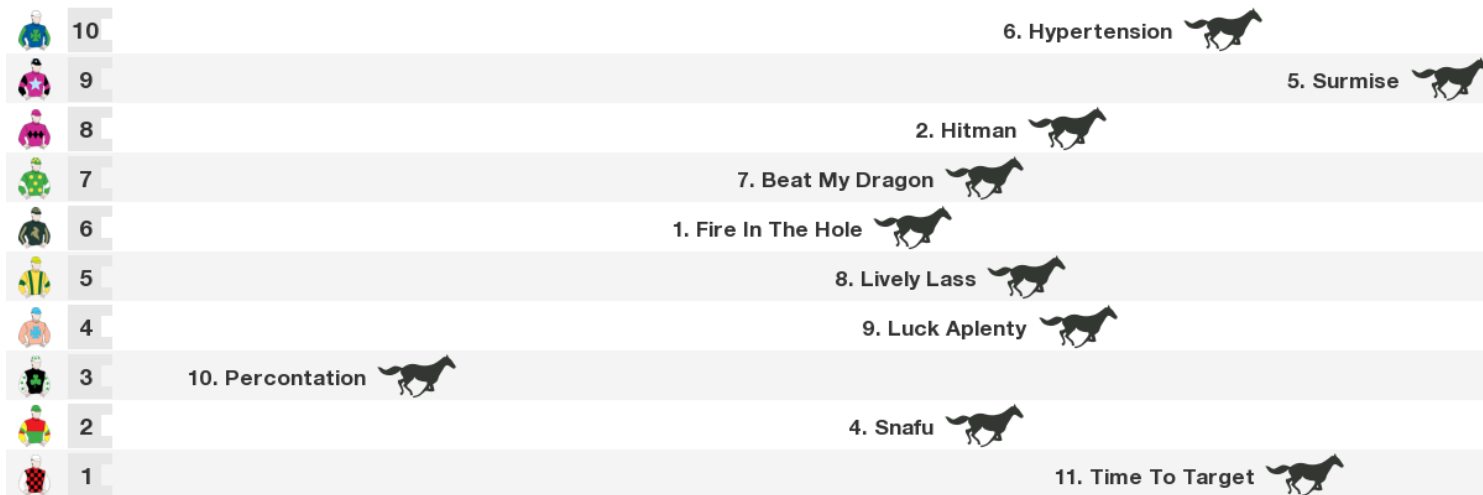 10 6. Hypertension
9 5. Surmise
8 2. Hitman
7 7. Beat My Dragon
6 1. Fire In The Hole
5 8. Lively Lass
4 9. Luck Aplenty
3 10. Percontation
2 4. Snafu
1 11. Time To Target